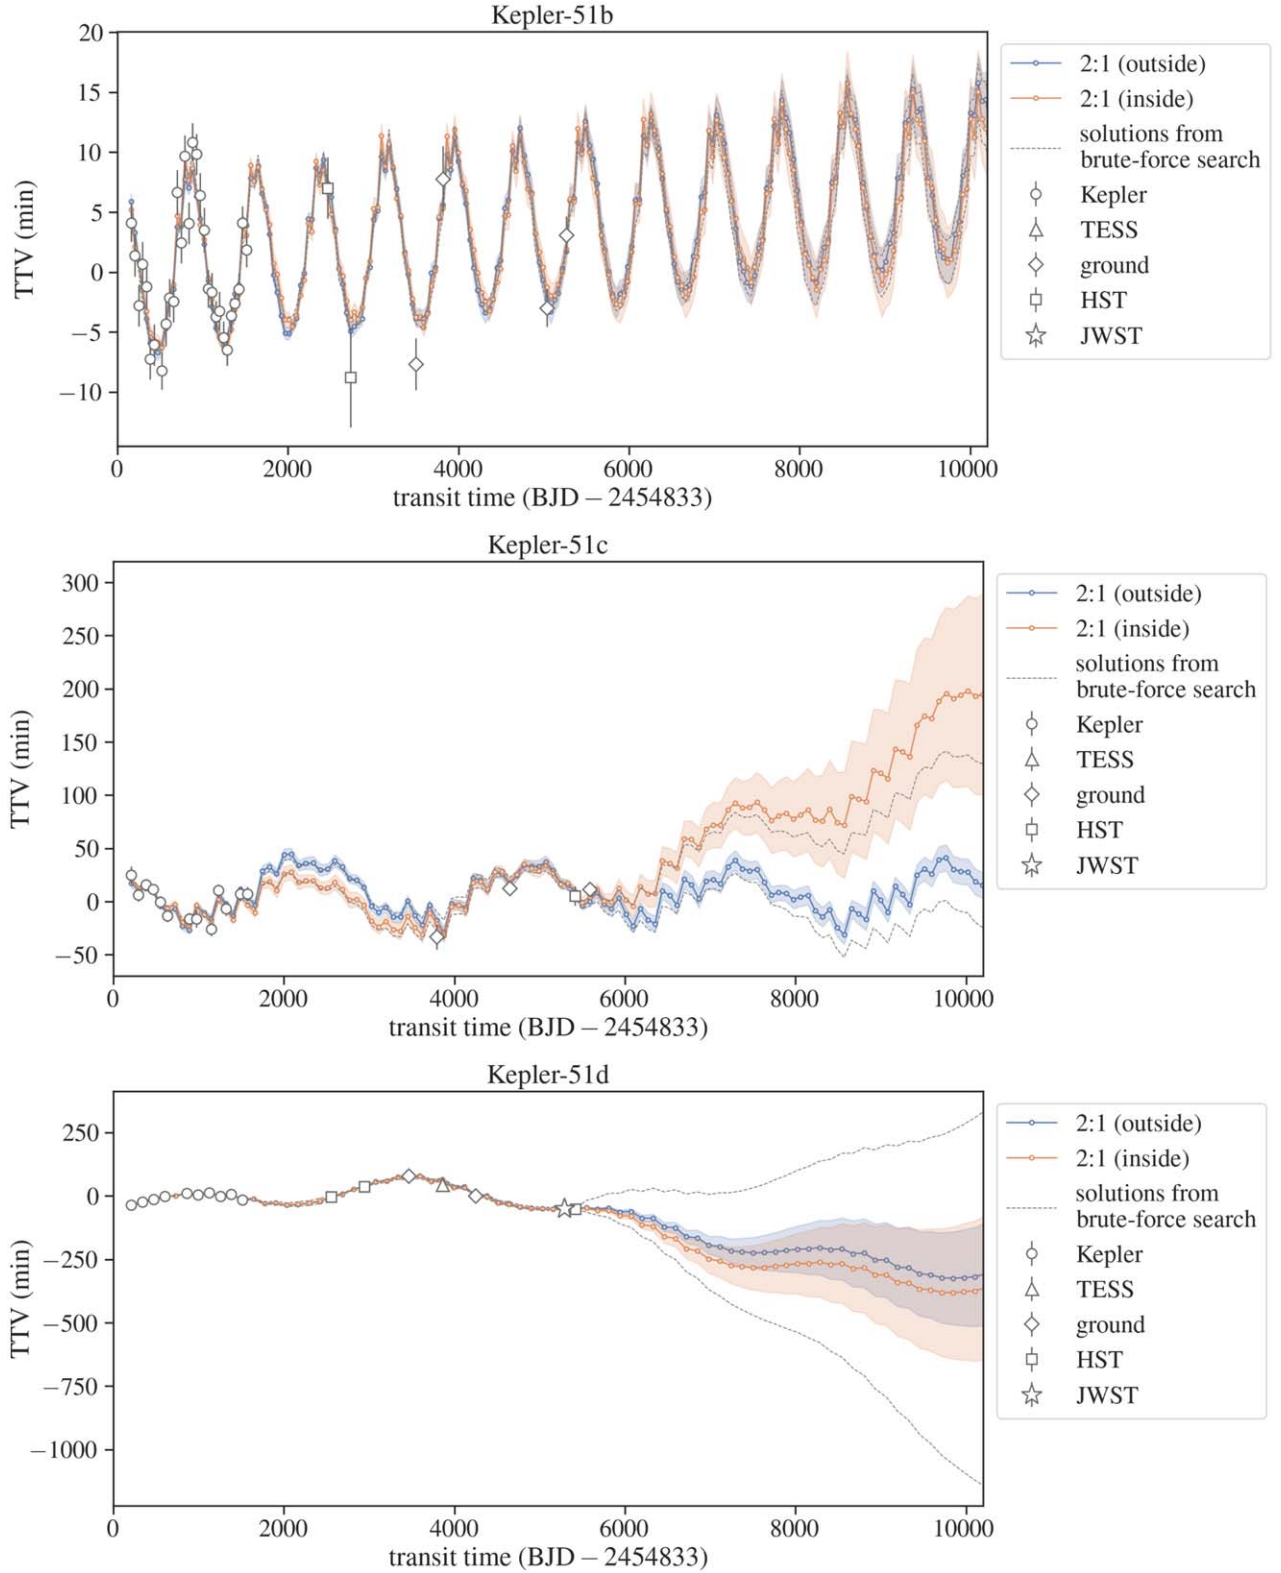 Kepler-51b
20
15
10
5
0
−5
−10
TTV (min)
0
2000
4000
6000
8000
10000
transit time (BJD − 2454833)
2:1 (outside)
2:1 (inside)
solutions from
brute-force search
Kepler
TESS
ground
HST
JWST
Kepler-51c
300
250
200
150
100
50
0
−50
TTV (min)
0
2000
4000
6000
8000
10000
transit time (BJD − 2454833)
2:1 (outside)
2:1 (inside)
solutions from
brute-force search
Kepler
TESS
ground
HST
JWST
Kepler-51d
250
0
−250
−500
−750
−1000
TTV (min)
0
2000
4000
6000
8000
10000
transit time (BJD − 2454833)
2:1 (outside)
2:1 (inside)
solutions from
brute-force search
Kepler
TESS
ground
HST
JWST